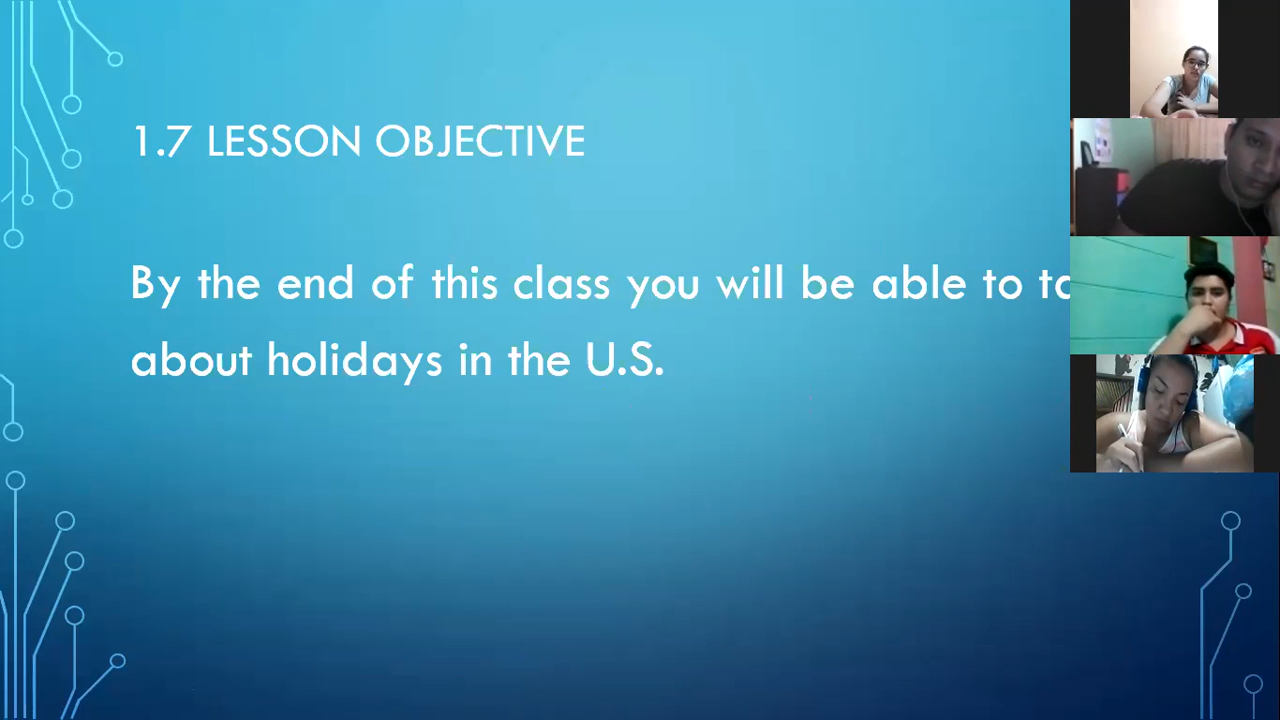 1.7 LESSON OBJECTIVE
By the end of this class you will be able to
about holidays in the U.S.